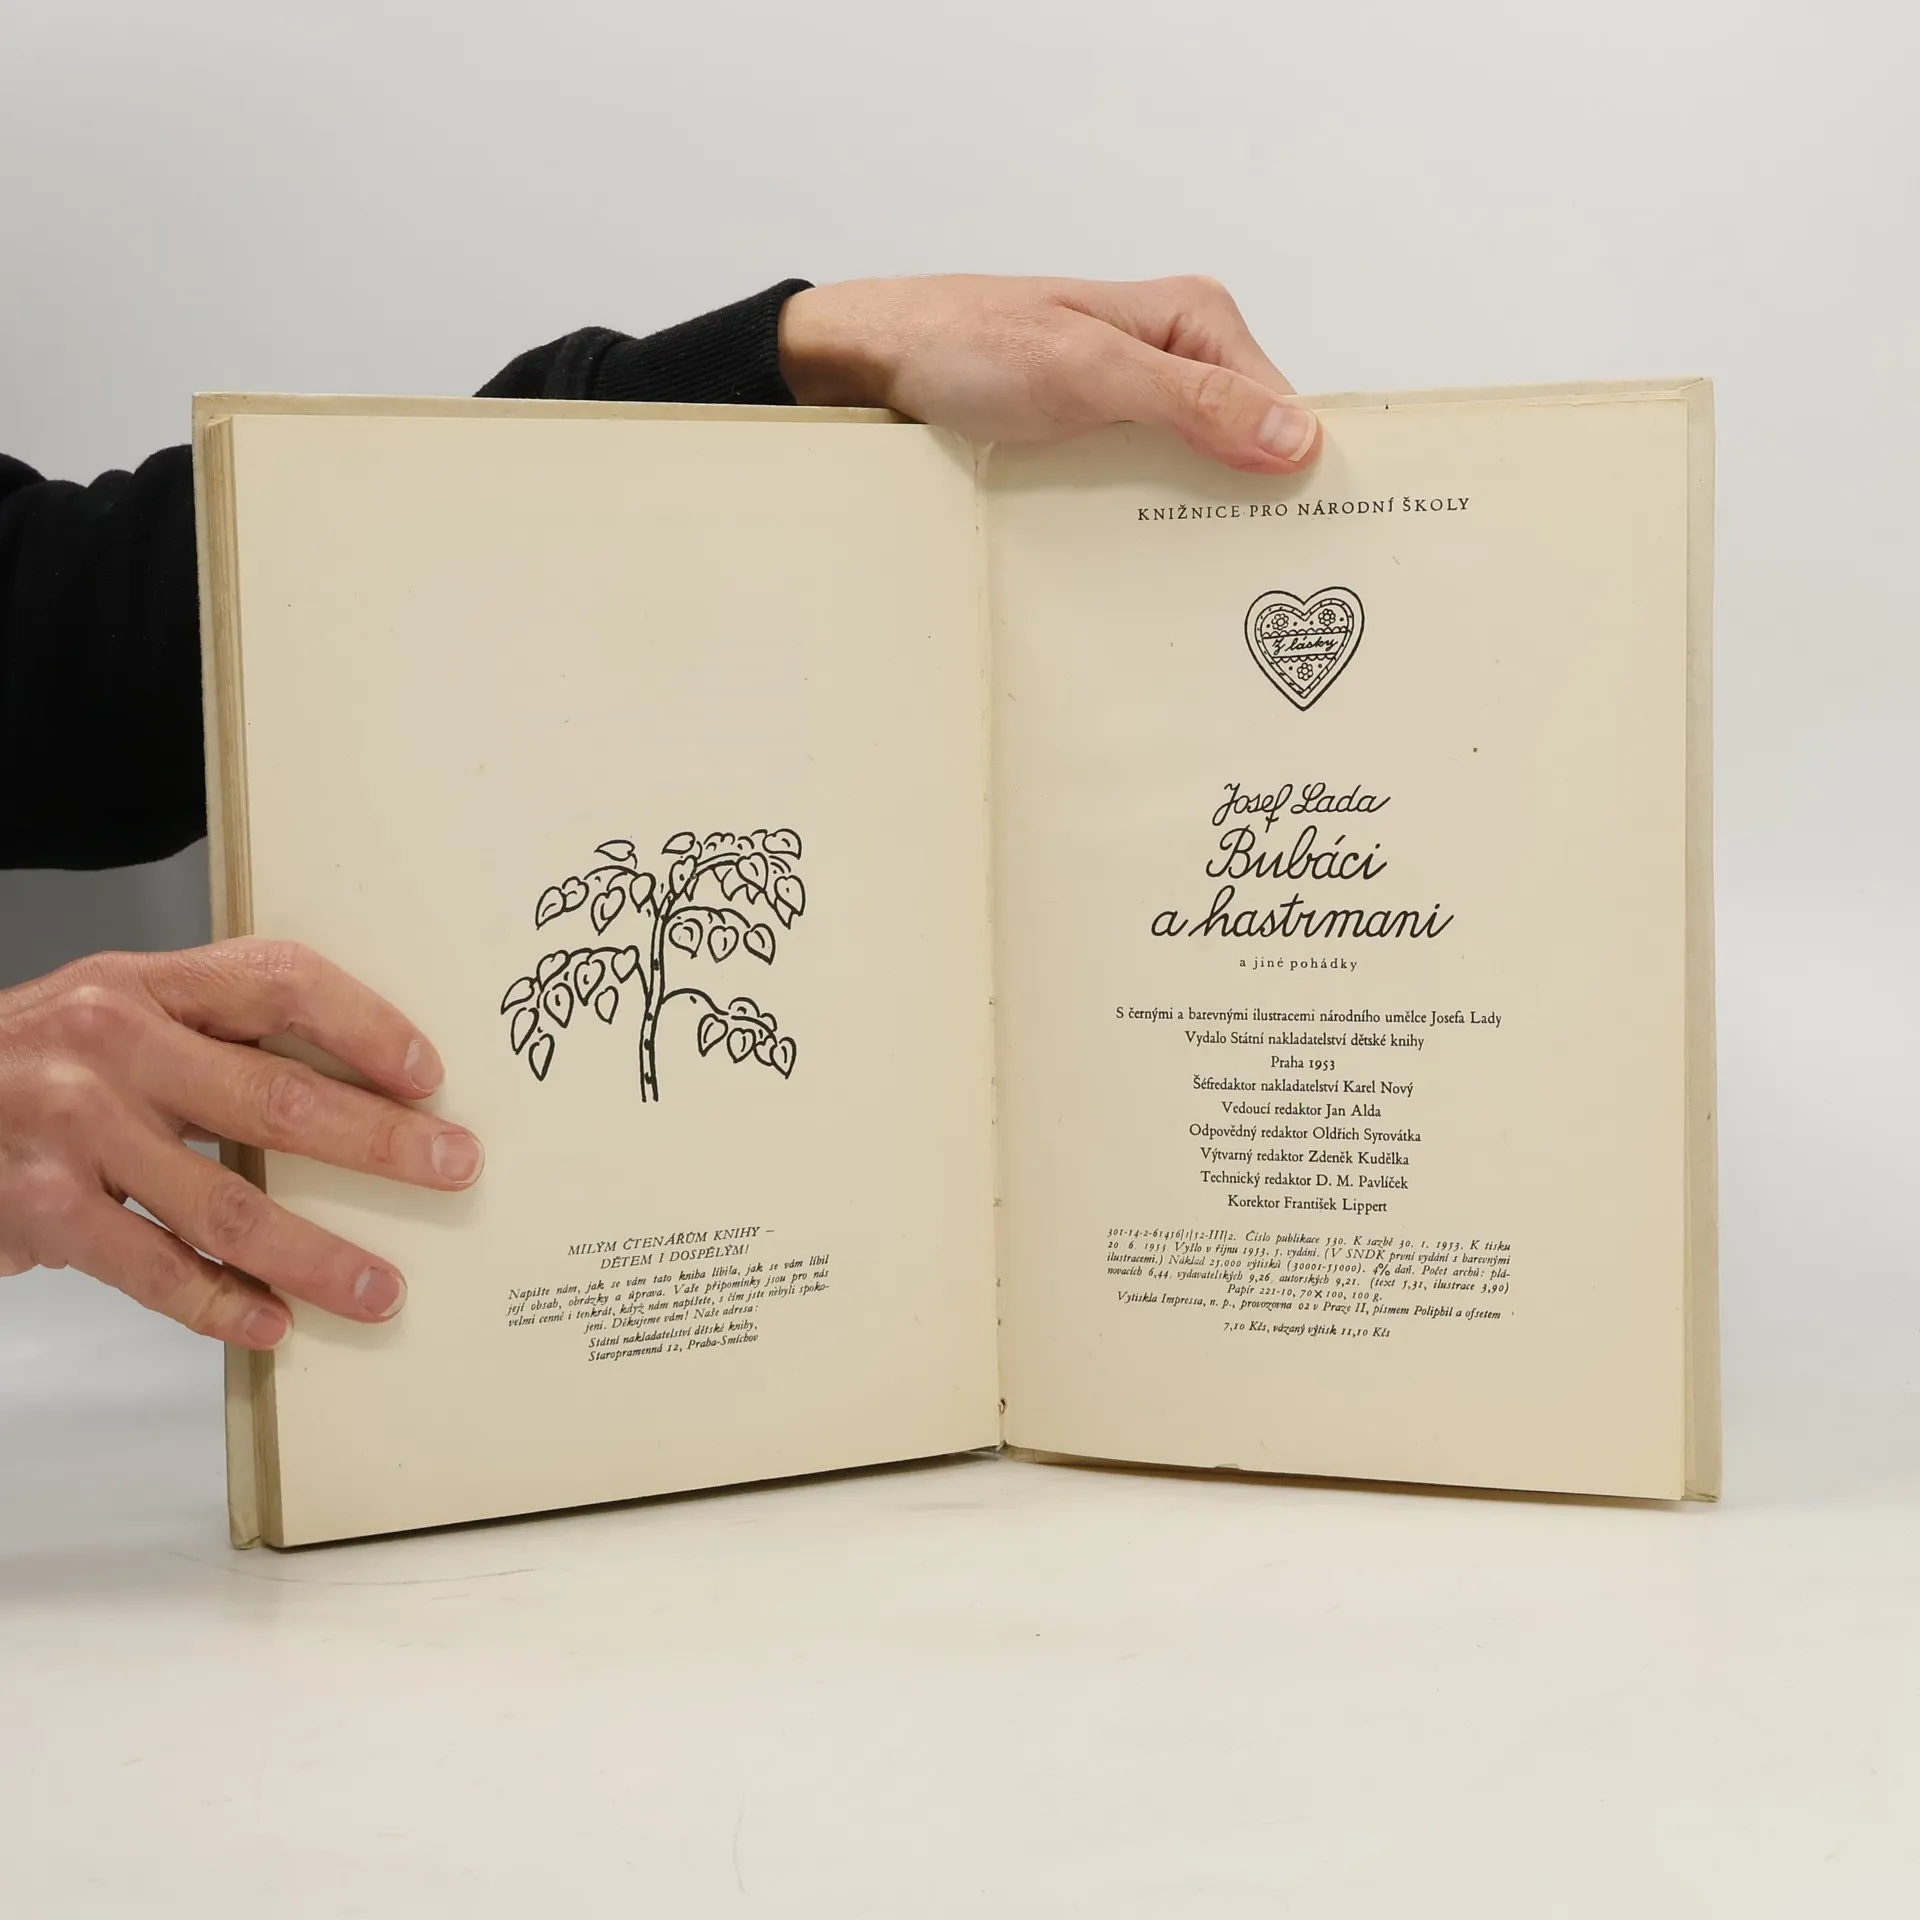 MILÝM ČTENÁŘŮM KNIHY –
DĚTEM I DOSPĚLÝM!
Napište nám, jak se vám tato kniha líbila, jak se vám líbil
její obsah, obrázky a úprava. Vaše připomínky jsou pro nás
velmi cenné i tenkrát, když nám napíšete, s čím jste nebyli spoko-
jeni. Děkujeme vám! Naše adresa:
Státní nakladatelství dětské knihy,
Staropramenná 12, Praha-Smíchov
KNIŽNICE PRO NÁRODNÍ ŠKOLY
Z lásky
Josef Lada
Bubáci
a hastrmani
a jiné pohádky
S černými a barevnými ilustracemi národního umělce Josefa Lady
Vydalo Státní nakladatelství dětské knihy
Praha 1953
Šéfredaktor nakladatelství Karel Nový
Vedoucí redaktor Jan Alda
Odpovědný redaktor Oldřich Syrovátka
Výtvarný redaktor Zdeněk Kudělka
Technický redaktor D. M. Pavlíček
Korektor František Lippert
301-14-2-61456|1|52-III|2. Číslo publikace 530. K sazbě 30. 1. 1953. K tisku
20. 6. 1953 Vyšlo v říjnu 1953. 5. vydání. (V SNDK první vydání s barevnými
ilustracemi.) Náklad 25.000 výtisků (30001-55000). 4% daň. Počet archů: plá-
novacích 6,44, vydavatelských 9,26, autorských 9,21. (text 5,31, ilustrace 3,90)
Papír 221-10, 70×100, 100 g.
Vytiskla Impressa, n. p., provozovna 02 v Praze II, písmem Poliphil a ofsetem
7,10 Kčs, vázaný výtisk 11,10 Kčs